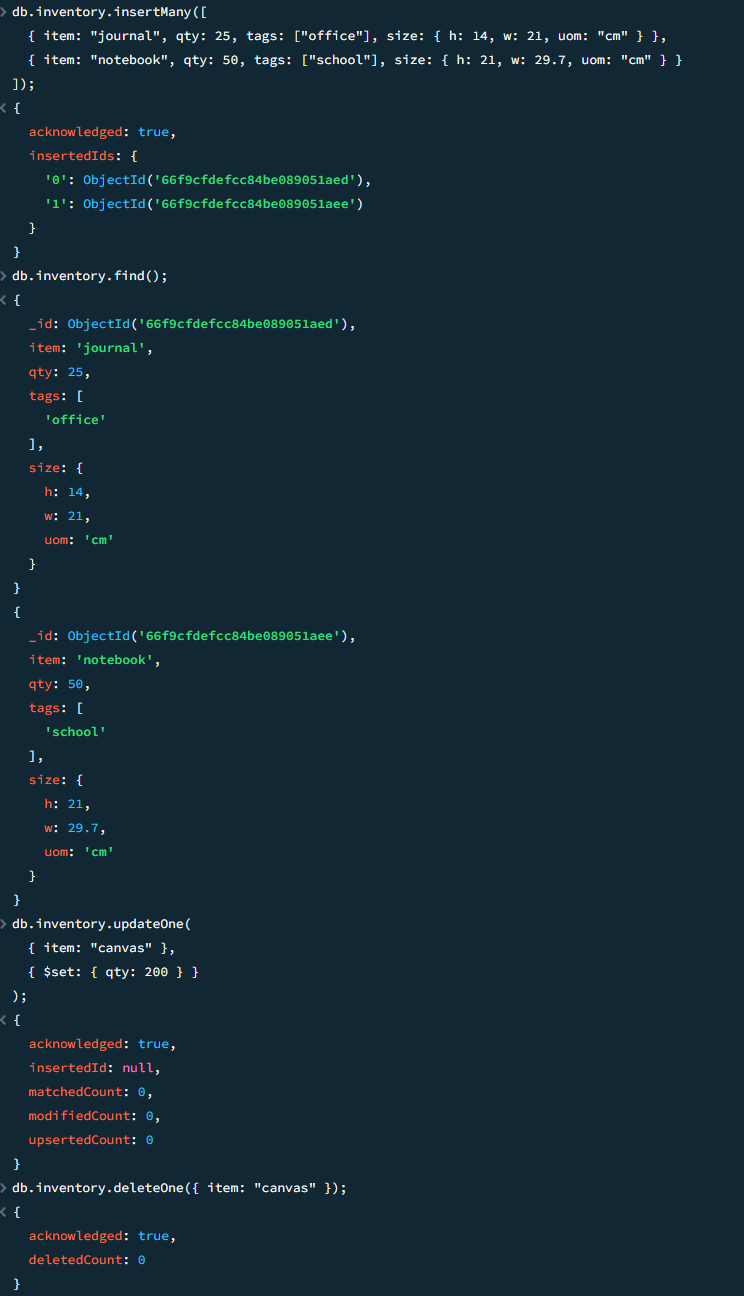 > db.inventory.insertMany([
{ item: "journal", qty: 25, tags: ["office"], size: { h: 14, w: 21, uom: "cm" } },
{ item: "notebook", qty: 50, tags: ["school"], size: { h: 21, w: 29.7, uom: "cm" } }
]);
< {
acknowledged: true,
insertedIds: {
'0': ObjectId('66f9cfdefcc84be089051aed'),
'1': ObjectId('66f9cfdefcc84be089051aee')
}
}
> db.inventory.find();
< {
_id: ObjectId('66f9cfdefcc84be089051aed'),
item: 'journal',
qty: 25,
tags: [
'office'
],
size: {
h: 14,
w: 21,
uom: 'cm'
}
}
{
_id: ObjectId('66f9cfdefcc84be089051aee'),
item: 'notebook',
qty: 50,
tags: [
'school'
],
size: {
h: 21,
w: 29.7,
uom: 'cm'
}
}
> db.inventory.updateOne(
{ item: "canvas" },
{ $set: { qty: 200 } }
);
< {
acknowledged: true,
insertedId: null,
matchedCount: 0,
modifiedCount: 0,
upsertedCount: 0
}
> db.inventory.deleteOne({ item: "canvas" });
< {
acknowledged: true,
deletedCount: 0
}